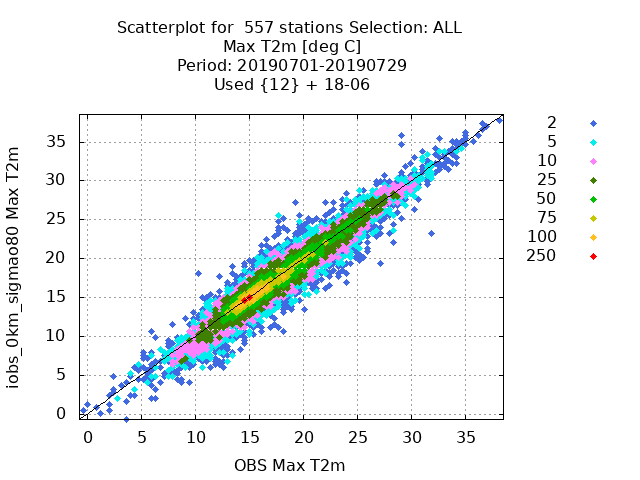 Scatterplot for  557 stations Selection: ALL
Max T2m [deg C]
Period: 20190701-20190729
Used {12} + 18-06
iobs_0km_sigmao80 Max T2m
35
30
25
20
15
10
5
0
0 5 10 15 20 25 30 35
OBS Max T2m
2
5
10
25
50
75
100
250